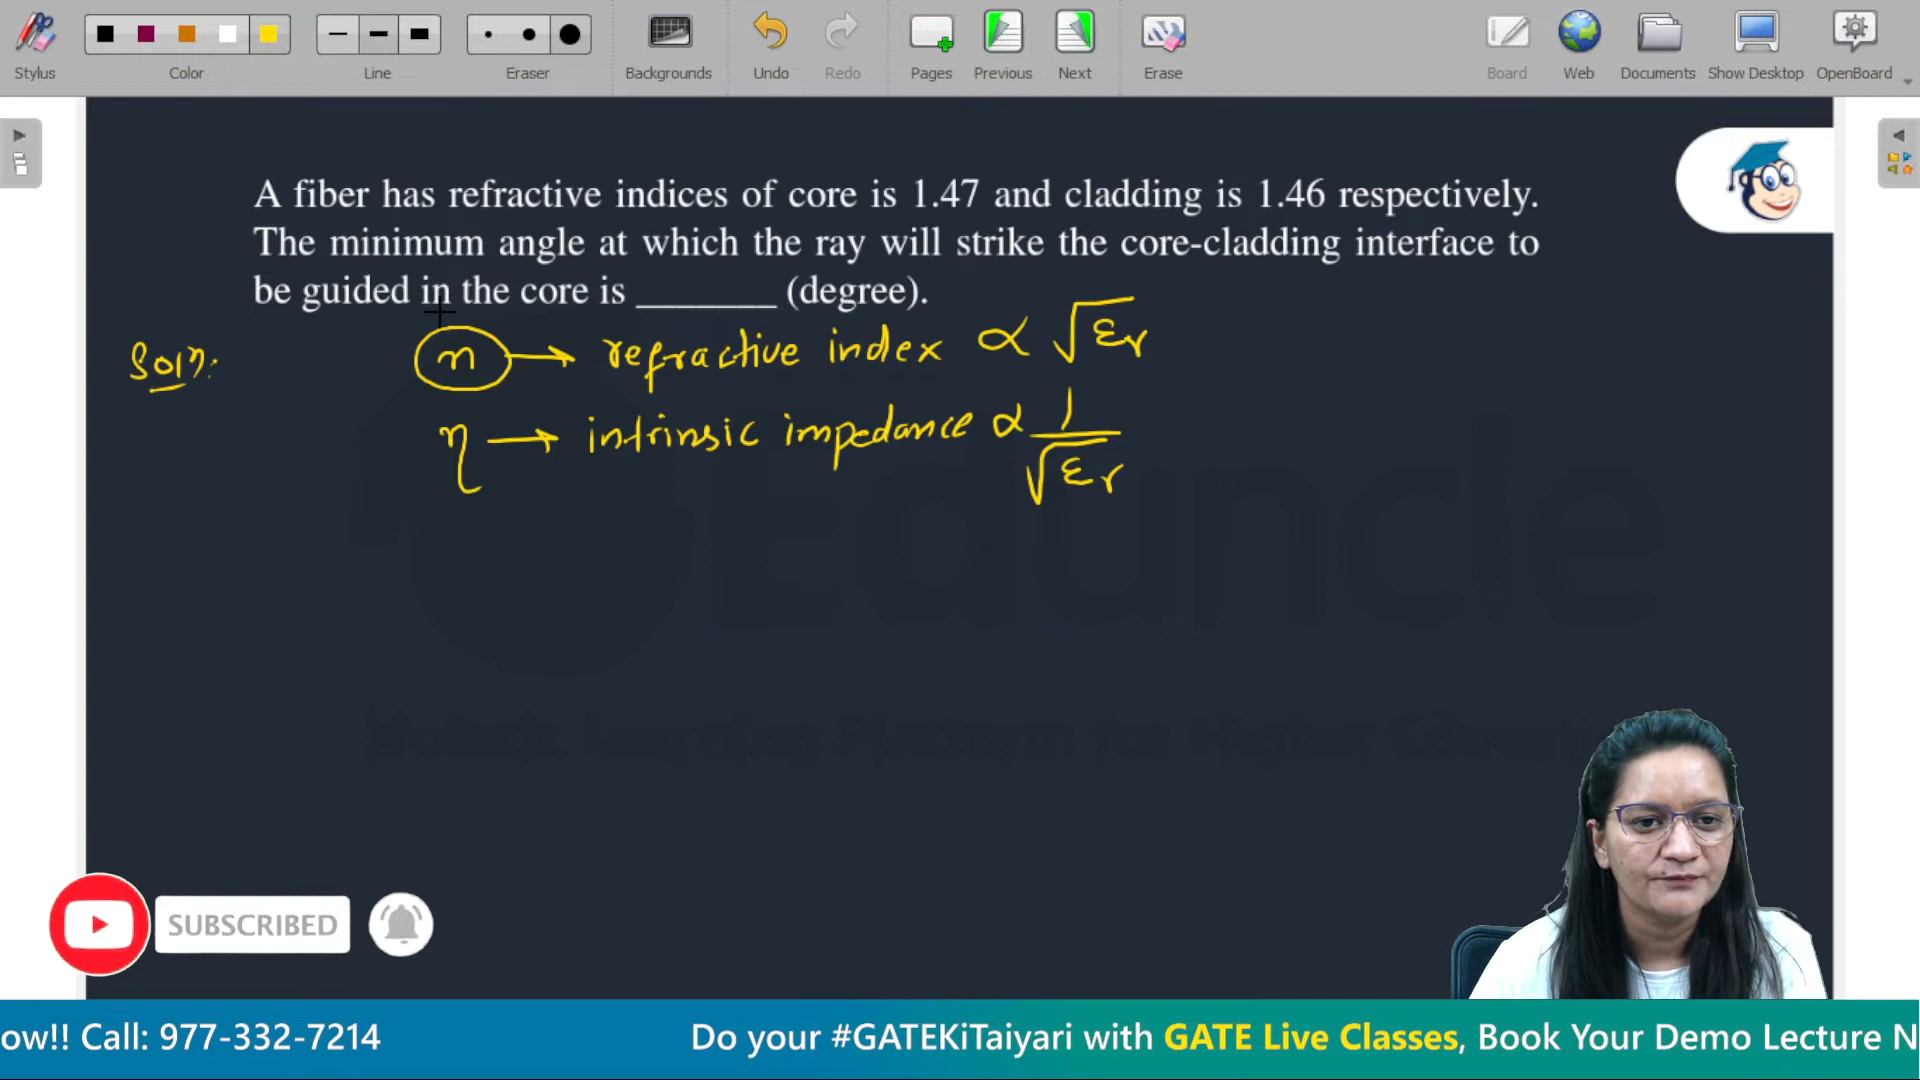 Stylus Color Line Eraser Backgrounds Undo Redo Pages Previous Next Erase Board Web Documents Show Desktop OpenBoard
A fiber has refractive indices of core is 1.47 and cladding is 1.46 respectively.
The minimum angle at which the ray will strike the core-cladding interface to
be guided in the core is _______ (degree).
Soln: n → refractive index ∝ √εr
η → intrinsic impedance ∝ 1/√εr
Eduncle
SUBSCRIBED
ow!! Call: 977-332-7214 Do your #GATEKiTaiyari with GATE Live Classes, Book Your Demo Lecture N